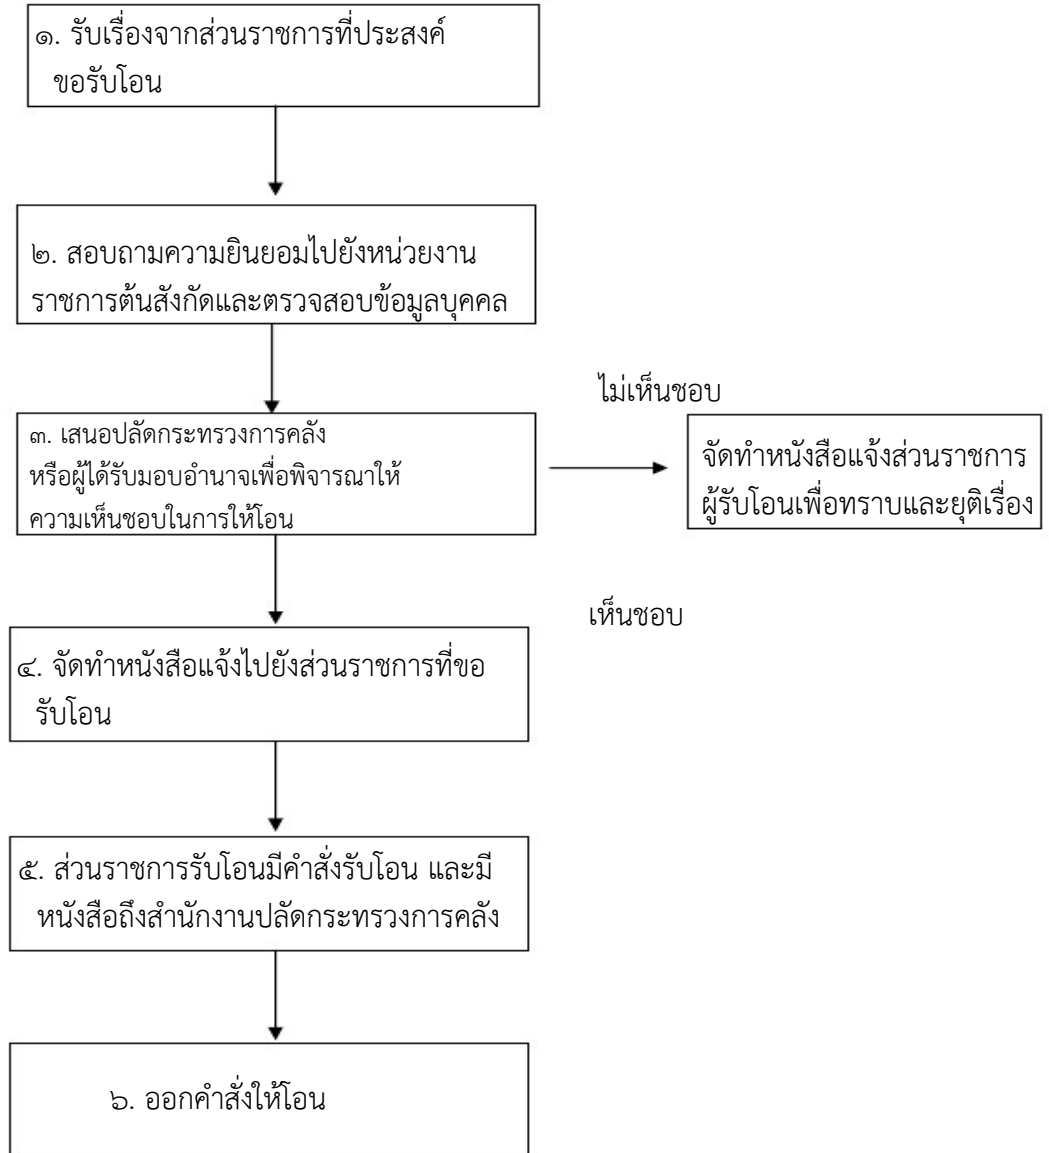 ๑. รับเรื่องจากส่วนราชการที่ประสงค์
ขอรับโอน
๒. สอบถามความยินยอมไปยังหน่วยงาน
ราชการต้นสังกัดและตรวจสอบข้อมูลบุคคล
ไม่เห็นชอบ
๓. เสนอปลัดกระทรวงการคลัง
หรือผู้ได้รับมอบอำนาจเพื่อพิจารณาให้
ความเห็นชอบในการให้โอน
จัดทำหนังสือแจ้งส่วนราชการ
ผู้รับโอนเพื่อทราบและยุติเรื่อง
เห็นชอบ
๔. จัดทำหนังสือแจ้งไปยังส่วนราชการที่ขอ
รับโอน
๕. ส่วนราชการรับโอนมีคำสั่งรับโอน และมี
หนังสือถึงสำนักงานปลัดกระทรวงการคลัง
๖. ออกคำสั่งให้โอน